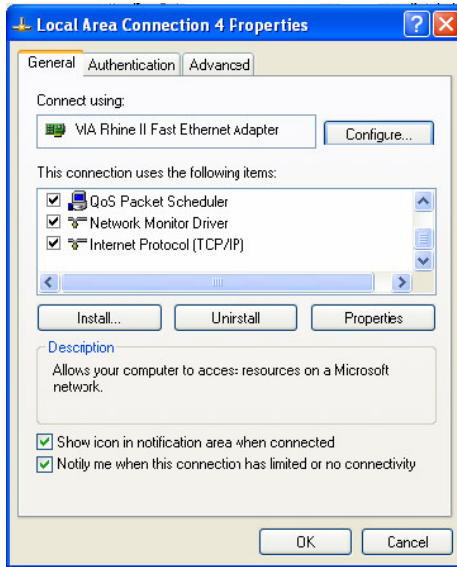 Local Area Connection 4 Properties
General Authentication Advanced
Connect using:
VIA Rhine II Fast Ethernet Adapter
Configure...
This connection uses the following items:
QoS Packet Scheduler
Network Monitor Driver
Internet Protocol (TCP/IP)
Install... Uninstall Properties
Description
Allows your computer to access resources on a Microsoft
network.
Show icon in notification area when connected
Notify me when this connection has limited or no connectivity
OK Cancel